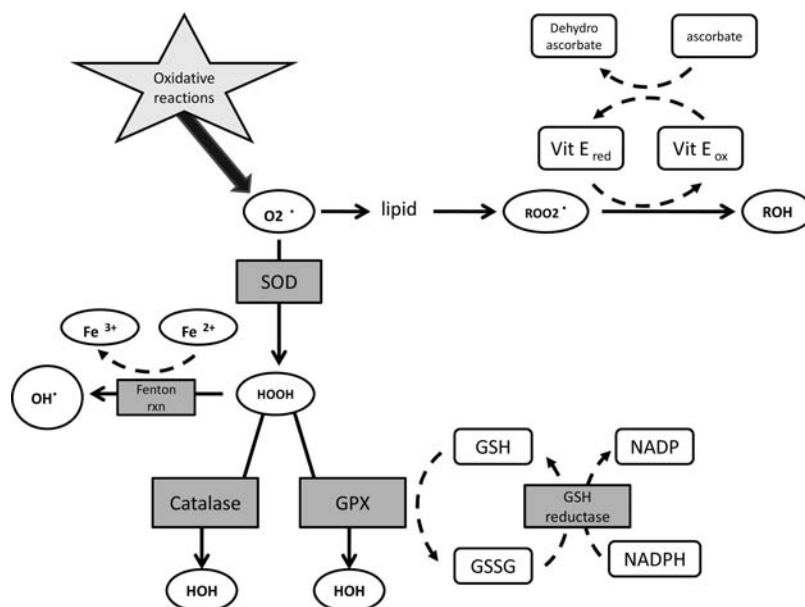 Dehydro
ascorbate
ascorbate
Oxidative
reactions
Vit E red
Vit E ox
O2 •
lipid
ROO2 •
ROH
SOD
Fe 3+
Fe 2+
OH•
Fenton
rxn
HOOH
GSH
NADP
Catalase
GPX
GSH
reductase
GSSG
NADPH
HOH
HOH